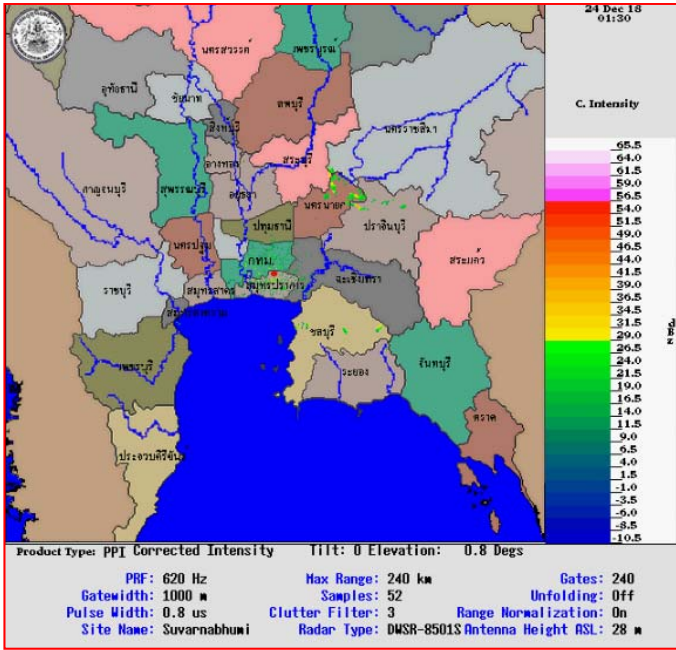 24 Dec 18
01:30
C. Intensity
นครสวรรค์
เพชรบูรณ์
อุทัยธานี
ชัยนาท
ลพบุรี
นครราชสีมา
สิงห์บุรี
อ่างทอง
สระบุรี
กาญจนบุรี
สุพรรณบุรี
อยุธยา
นครนายก
ปราจีนบุรี
ปทุมธานี
นครปฐม
กทม.
สระแก้ว
ราชบุรี
สมุทรสาคร
สมุทรปราการ
ฉะเชิงเทรา
ชลบุรี
เพชรบุรี
ระยอง
จันทบุรี
ตราด
ประจวบคีรีขันธ์
65.5
64.0
61.5
59.0
56.5
54.0
51.5
49.0
46.5
44.0
41.5
39.0
36.5
34.0
31.5
29.0
26.5
24.0
21.5
19.0
16.5
14.0
11.5
9.0
6.5
4.0
1.5
-1.0
-3.5
-6.0
-8.5
-10.5
Product Type: PPI Corrected Intensity Tilt: 0 Elevation: 0.8 Degs
PRF: 620 Hz Max Range: 240 km Gates: 240
Gatewidth: 1000 m Samples: 52 Unfolding: Off
Pulse Width: 0.8 us Clutter Filter: 3 Range Normalization: On
Site Name: Suvarnabhumi Radar Type: DWSR-8501S Antenna Height ASL: 28 m